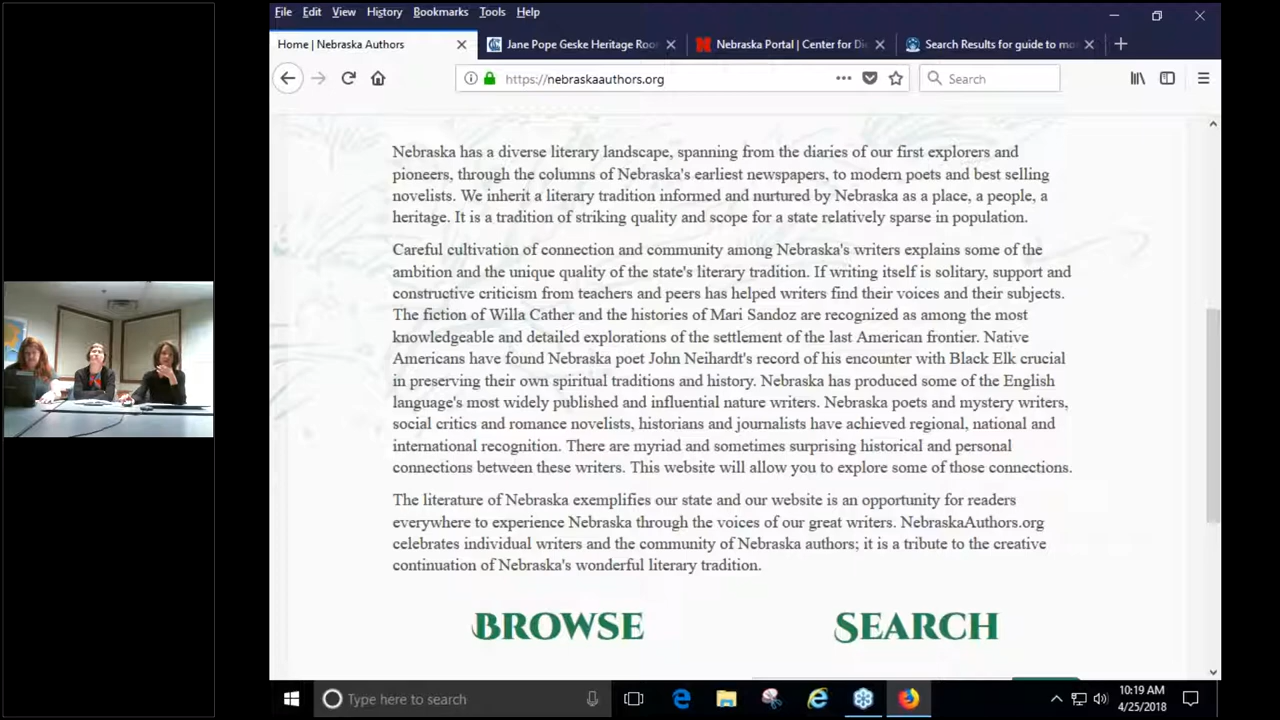 File Edit View History Bookmarks Tools Help
Home | Nebraska Authors
Jane Pope Geske Heritage Roo
Nebraska Portal | Center for Di
Search Results for guide to mo
https://nebraskaauthors.org
Search
Nebraska has a diverse literary landscape, spanning from the diaries of our first explorers and
pioneers, through the columns of Nebraska's earliest newspapers, to modern poets and best selling
novelists. We inherit a literary tradition informed and nurtured by Nebraska as a place, a people, a
heritage. It is a tradition of striking quality and scope for a state relatively sparse in population.
Careful cultivation of connection and community among Nebraska's writers explains some of the
ambition and the unique quality of the state's literary tradition. If writing itself is solitary, support and
constructive criticism from teachers and peers has helped writers find their voices and their subjects.
The fiction of Willa Cather and the histories of Mari Sandoz are recognized as among the most
knowledgeable and detailed explorations of the settlement of the last American frontier. Native
Americans have found Nebraska poet John Neihardt's record of his encounter with Black Elk crucial
in preserving their own spiritual traditions and history. Nebraska has produced some of the English
language's most widely published and influential nature writers. Nebraska poets and mystery writers,
social critics and romance novelists, historians and journalists have achieved regional, national and
international recognition. There are myriad and sometimes surprising historical and personal
connections between these writers. This website will allow you to explore some of those connections.
The literature of Nebraska exemplifies our state and our website is an opportunity for readers
everywhere to experience Nebraska through the voices of our great writers. NebraskaAuthors.org
celebrates individual writers and the community of Nebraska authors; it is a tribute to the creative
continuation of Nebraska's wonderful literary tradition.
BROWSE
SEARCH
Type here to search
10:19 AM
4/25/2018